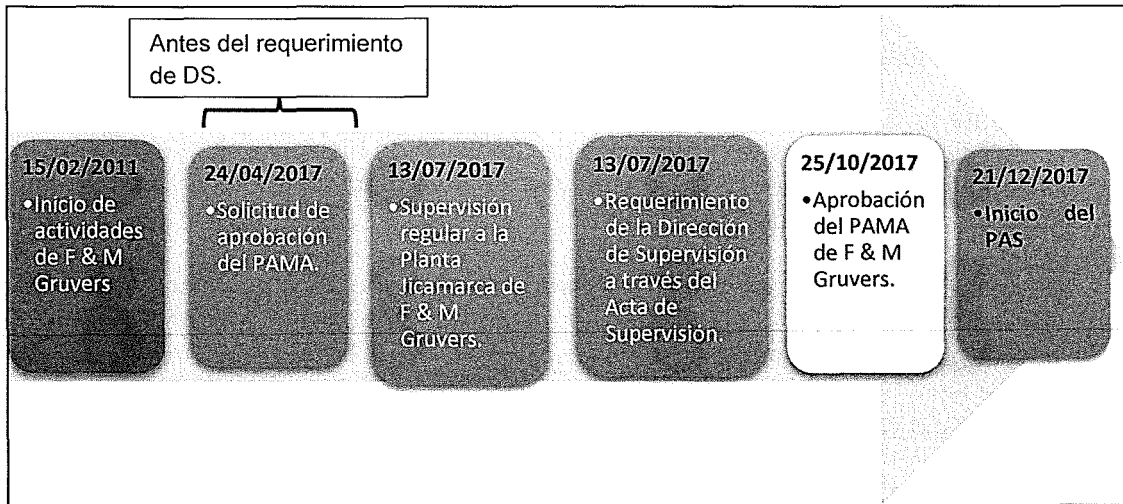 Antes del requerimiento
de DS.
15/02/2011
•Inicio de
actividades
de F & M
Gruvers
24/04/2017
•Solicitud de
aprobación
del PAMA.
13/07/2017
•Supervisión
regular a la
Planta
Jicamarca de
F & M
Gruvers.
13/07/2017
•Requerimiento
de la Dirección
de Supervisión
a través del
Acta de
Supervisión.
25/10/2017
•Aprobación
del PAMA
de F & M
Gruvers.
21/12/2017
•Inicio del
PAS